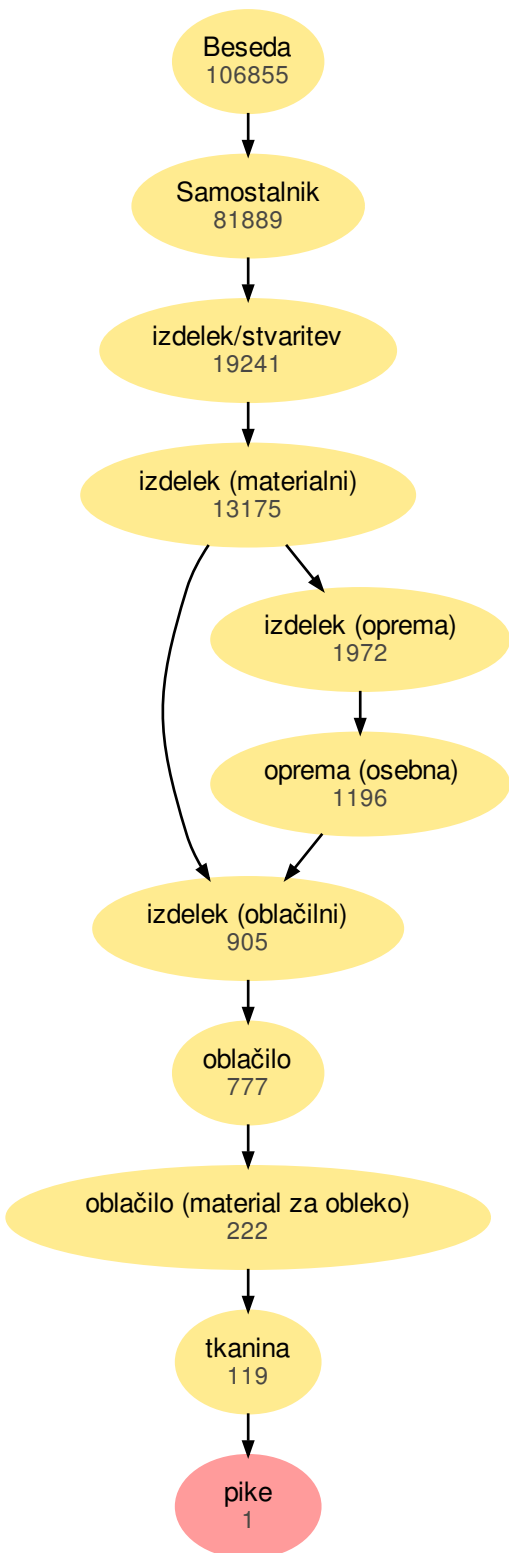 Beseda
106855
Samostalnik
81889
izdelek/stvaritev
19241
izdelek (materialni)
13175
izdelek (oprema)
1972
oprema (osebna)
1196
izdelek (oblačilni)
905
oblačilo
777
oblačilo (material za obleko)
222
tkanina
119
pike
1